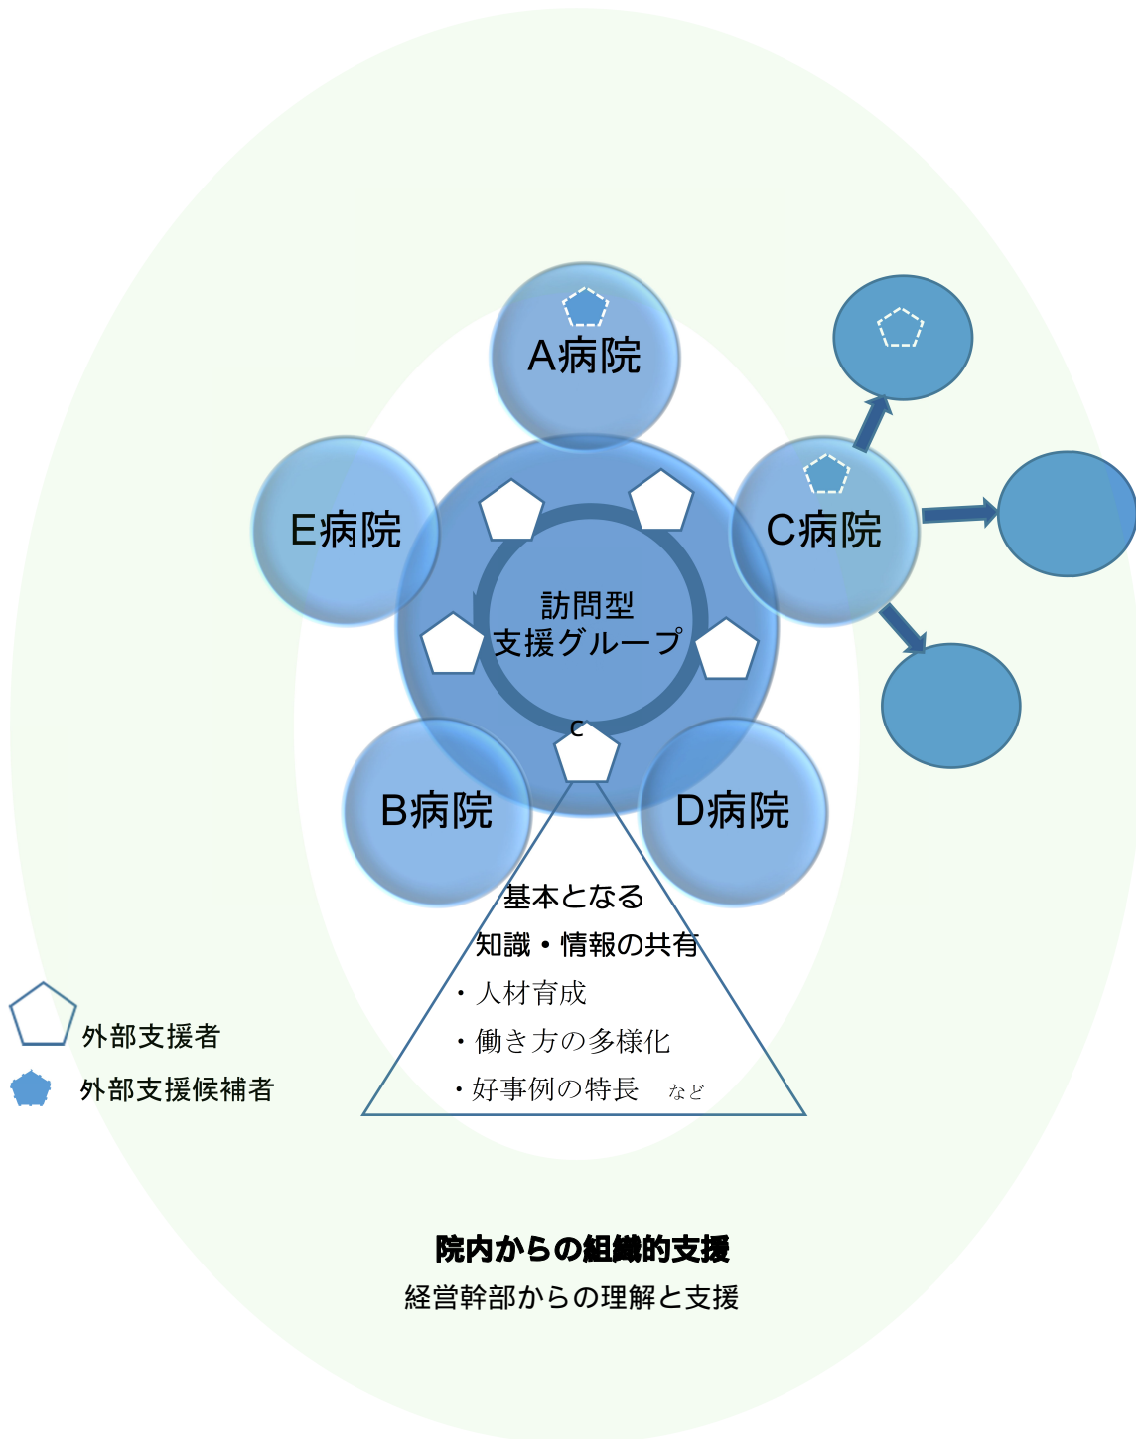 A病院
E病院
C病院
訪問型
支援グループ
c
B病院
D病院
基本となる
知識・情報の共有
・人材育成
・働き方の多様化
・好事例の特長 など
外部支援者
外部支援候補者
院内からの組織的支援
経営幹部からの理解と支援